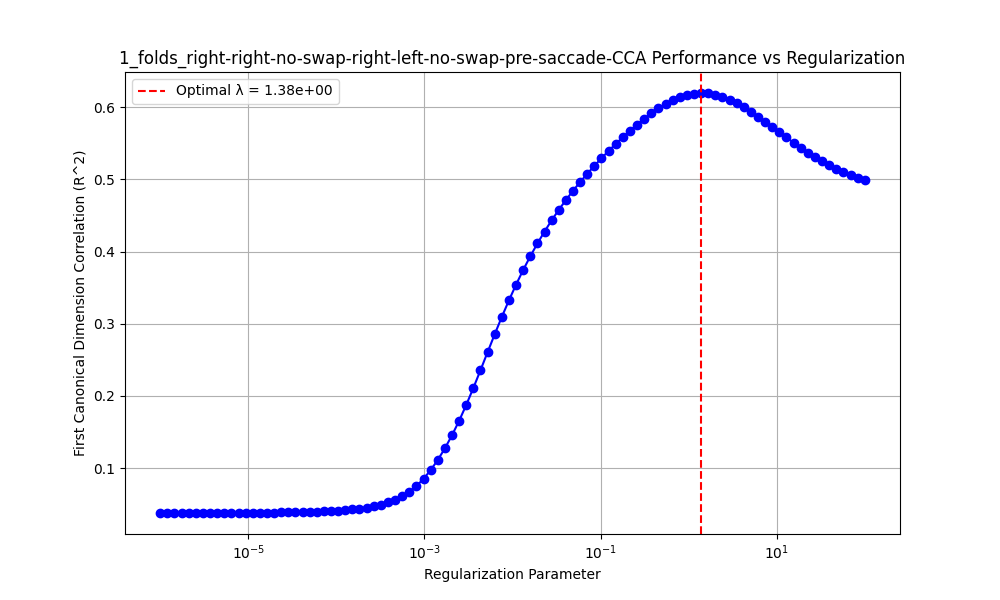 1_folds_right-right-no-swap-right-left-no-swap-pre-saccade-CCA Performance vs Regularization
Optimal λ = 1.38e+00
First Canonical Dimension Correlation (R^2)
0.6
0.5
0.4
0.3
0.2
0.1
10⁻⁵
10⁻³
10⁻¹
10¹
Regularization Parameter